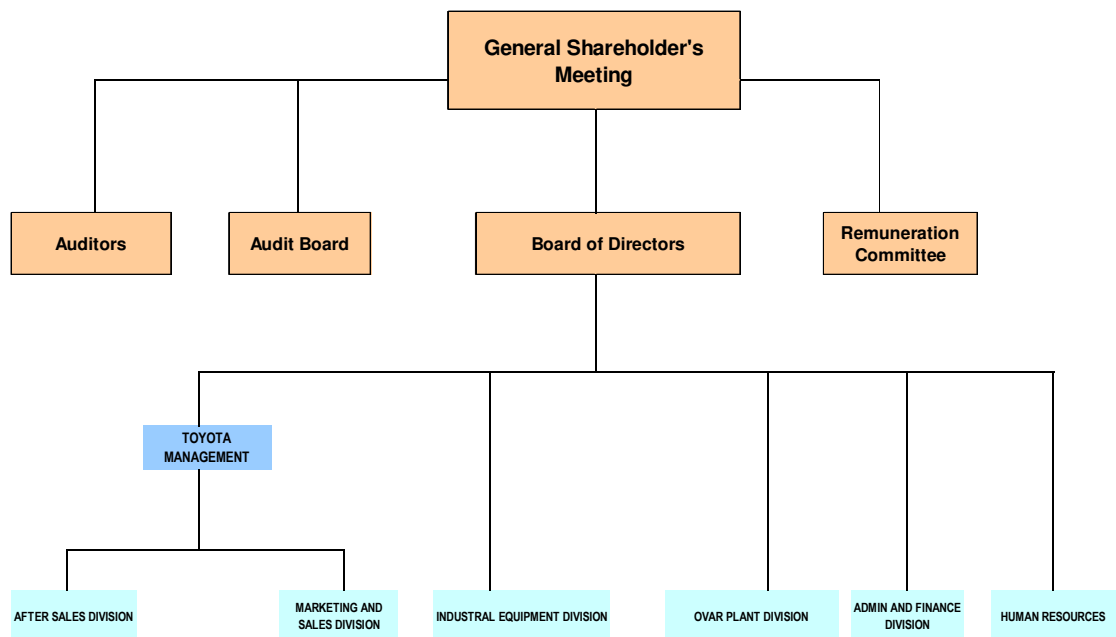 General Shareholder's
Meeting
Auditors
Audit Board
Board of Directors
Remuneration
Committee
TOYOTA
MANAGEMENT
AFTER SALES DIVISION
MARKETING AND
SALES DIVISION
INDUSTRAL EQUIPMENT DIVISION
OVAR PLANT DIVISION
ADMIN AND FINANCE
DIVISION
HUMAN RESOURCES